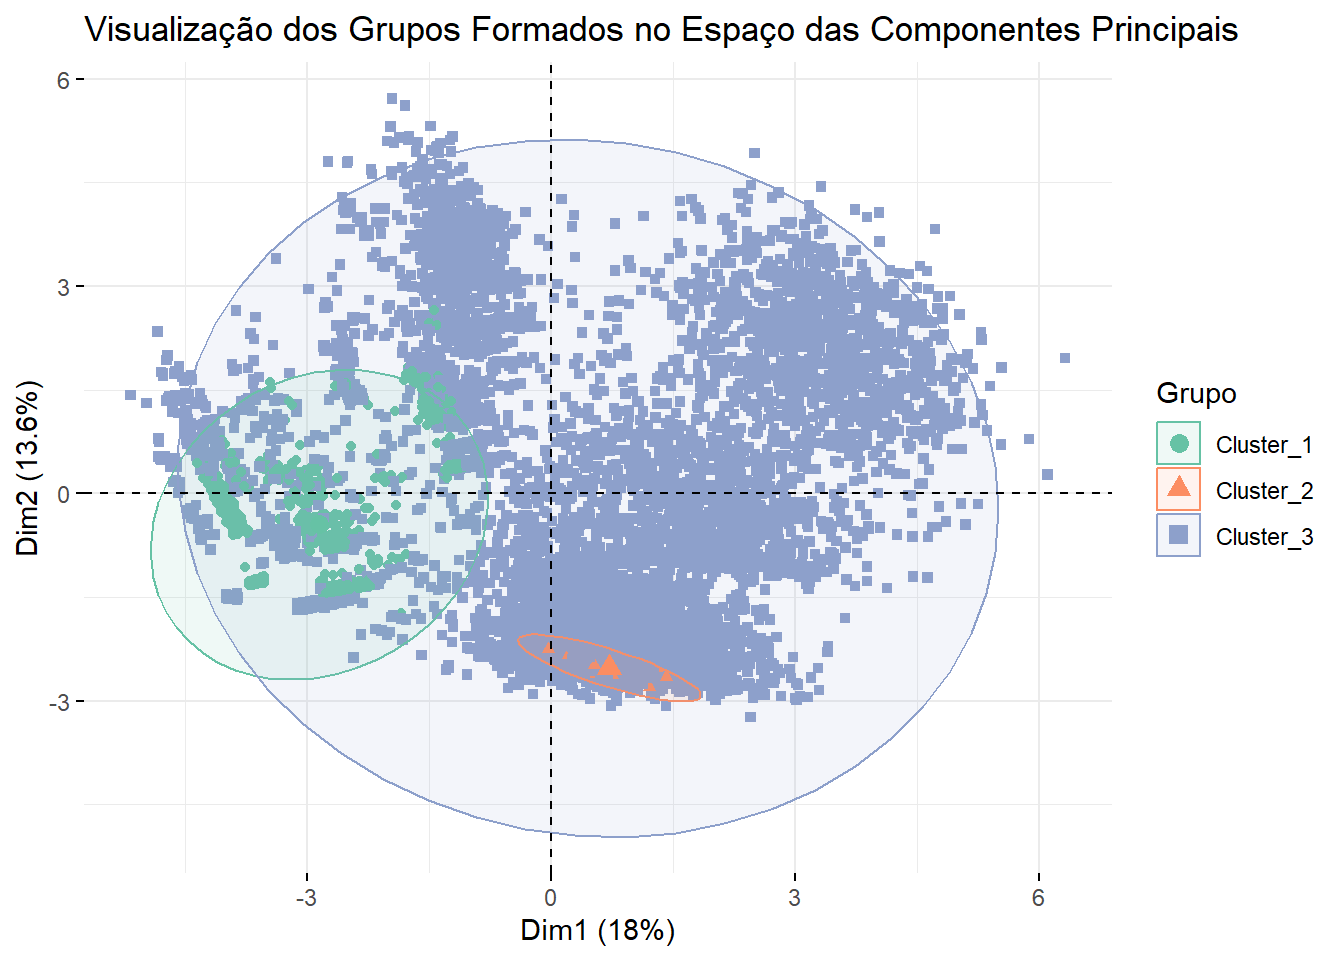 Visualização dos Grupos Formados no Espaço das Componentes Principais
6
3
0
-3
Dim2 (13.6%)
-3
0
3
6
Dim1 (18%)
Grupo
Cluster_1
Cluster_2
Cluster_3